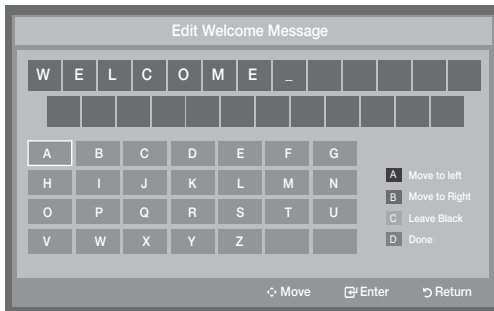 Edit Welcome Message
W E L C O M E _
A B C D E F G
H I J K L M N
O P Q R S T U
V W X Y Z
A Move to left
B Move to Right
C Leave Black
D Done
Move Enter Return